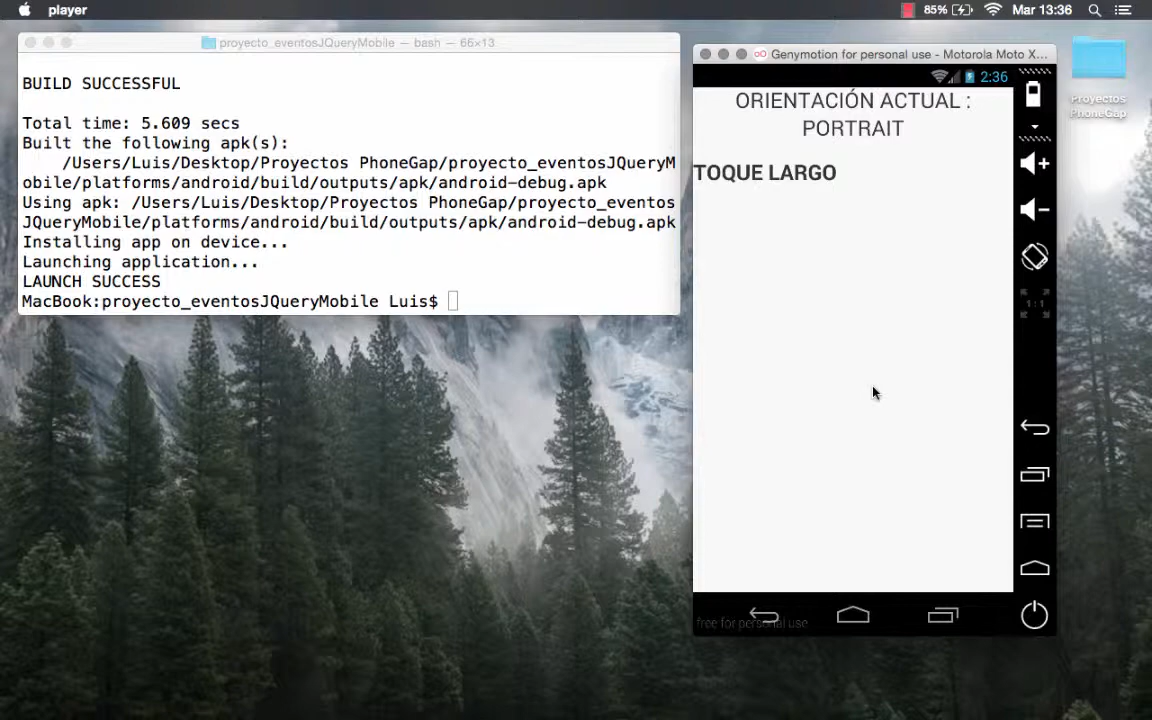 player
85%
Mar 13:36
proyecto_eventosJQueryMobile — bash — 66×13
BUILD SUCCESSFUL
Total time: 5.609 secs
Built the following apk(s):
/Users/Luis/Desktop/Proyectos PhoneGap/proyecto_eventosJQueryM
obile/platforms/android/build/outputs/apk/android-debug.apk
Using apk: /Users/Luis/Desktop/Proyectos PhoneGap/proyecto_eventos
JQueryMobile/platforms/android/build/outputs/apk/android-debug.apk
Installing app on device...
Launching application...
LAUNCH SUCCESS
MacBook:proyecto_eventosJQueryMobile Luis$
Genymotion for personal use - Motorola Moto X...
2:36
ORIENTACIÓN ACTUAL :
PORTRAIT
TOQUE LARGO
1:1
free for personal use
Proyectos
PhoneGap